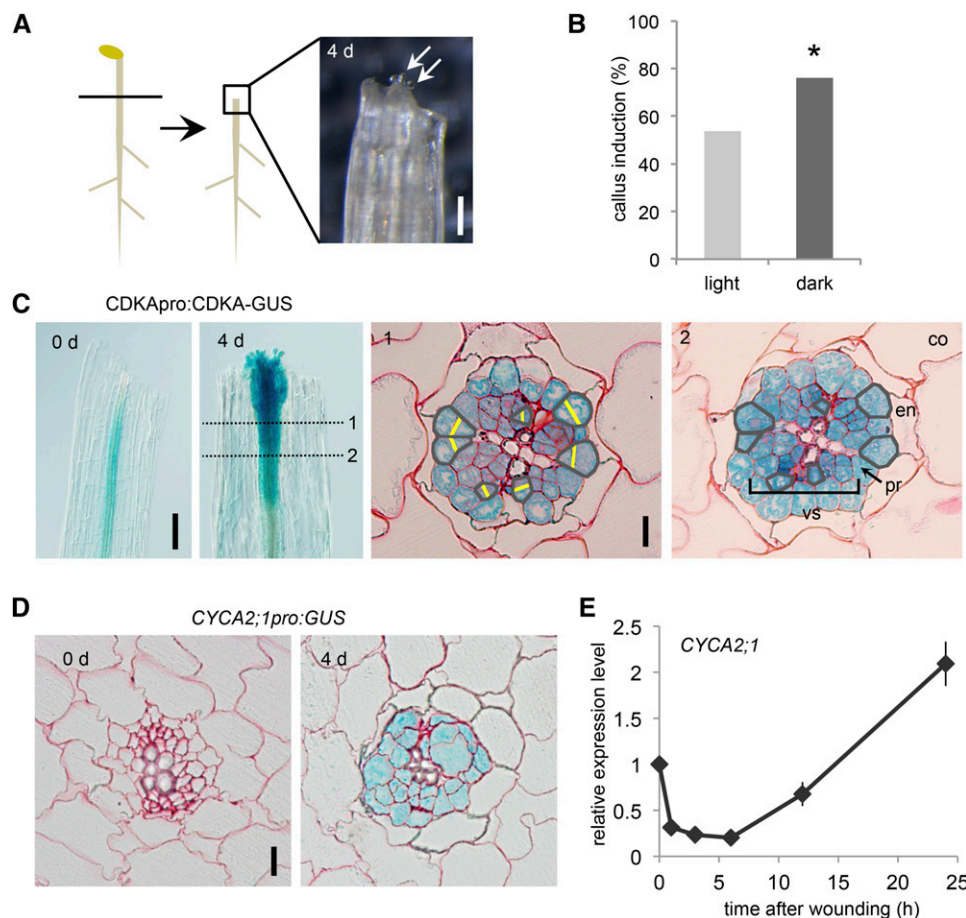 A
4 d
B
100
80
60
40
20
0
callus induction (%)
*
light
dark
C
CDKApro:CDKA-GUS
0 d
4 d
1
2
1
2
co
en
pr
vs
D
CYCA2;1pro:GUS
0 d
4 d
E
CYCA2;1
2.5
2
1.5
1
0.5
0
relative expression level
0 5 10 15 20 25
time after wounding (h)